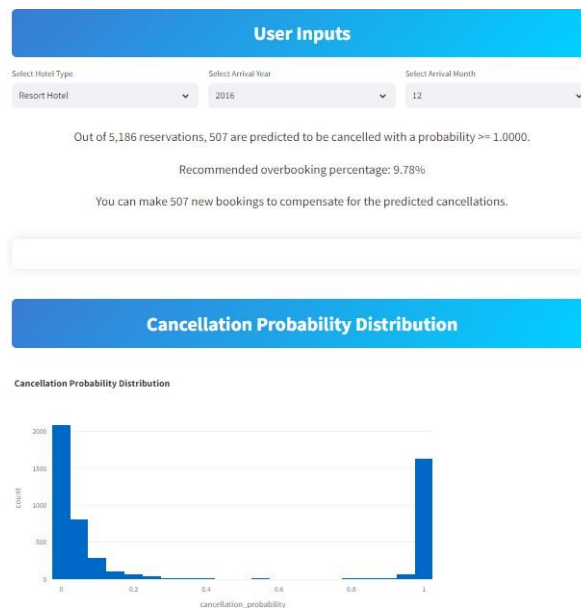 User Inputs
Select Hotel Type Select Arrival Year Select Arrival Month
Resort Hotel 2016 12
Out of 5,186 reservations, 507 are predicted to be cancelled with a probability >= 1.0000.
Recommended overbooking percentage: 9.78%
You can make 507 new bookings to compensate for the predicted cancellations.
Cancellation Probability Distribution
Cancellation Probability Distribution
2000
1500
1000
500
0
count
0 0.2 0.4 0.6 0.8 1
cancellation_probability